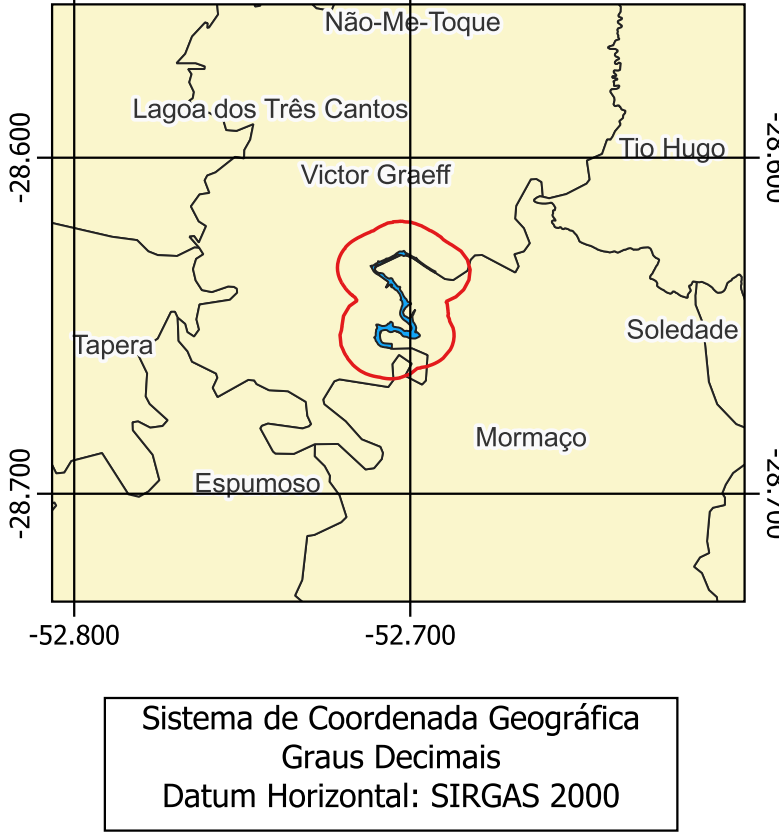 Não-Me-Toque
Lagoa dos Três Cantos
-28.600
Tio Hugo
-28.600
Victor Graeff
Soledade
Tapera
Mormaço
-28.700
Espumoso
-28.700
-52.800
-52.700
Sistema de Coordenada Geográfica
Graus Decimais
Datum Horizontal: SIRGAS 2000